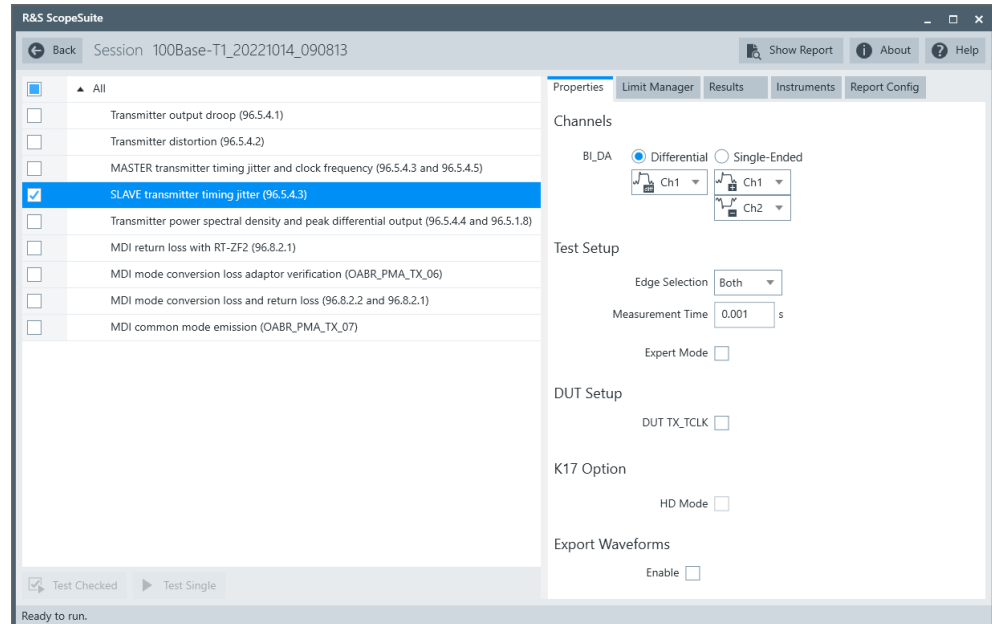 R&S ScopeSuite
Back Session 100Base-T1_20221014_090813 Show Report About Help
All
Transmitter output droop (96.5.4.1)
Transmitter distortion (96.5.4.2)
MASTER transmitter timing jitter and clock frequency (96.5.4.3 and 96.5.4.5)
SLAVE transmitter timing jitter (96.5.4.3)
Transmitter power spectral density and peak differential output (96.5.4.4 and 96.5.1.8)
MDI return loss with RT-ZF2 (96.8.2.1)
MDI mode conversion loss adaptor verification (OABR_PMA_TX_06)
MDI mode conversion loss and return loss (96.8.2.2 and 96.8.2.1)
MDI common mode emission (OABR_PMA_TX_07)
Test Checked Test Single
Properties Limit Manager Results Instruments Report Config
Channels
BI_DA Differential Single-Ended
Ch1 Ch1
Ch2
Test Setup
Edge Selection Both
Measurement Time 0.001 s
Expert Mode
DUT Setup
DUT TX_TCLK
K17 Option
HD Mode
Export Waveforms
Enable
Ready to run.